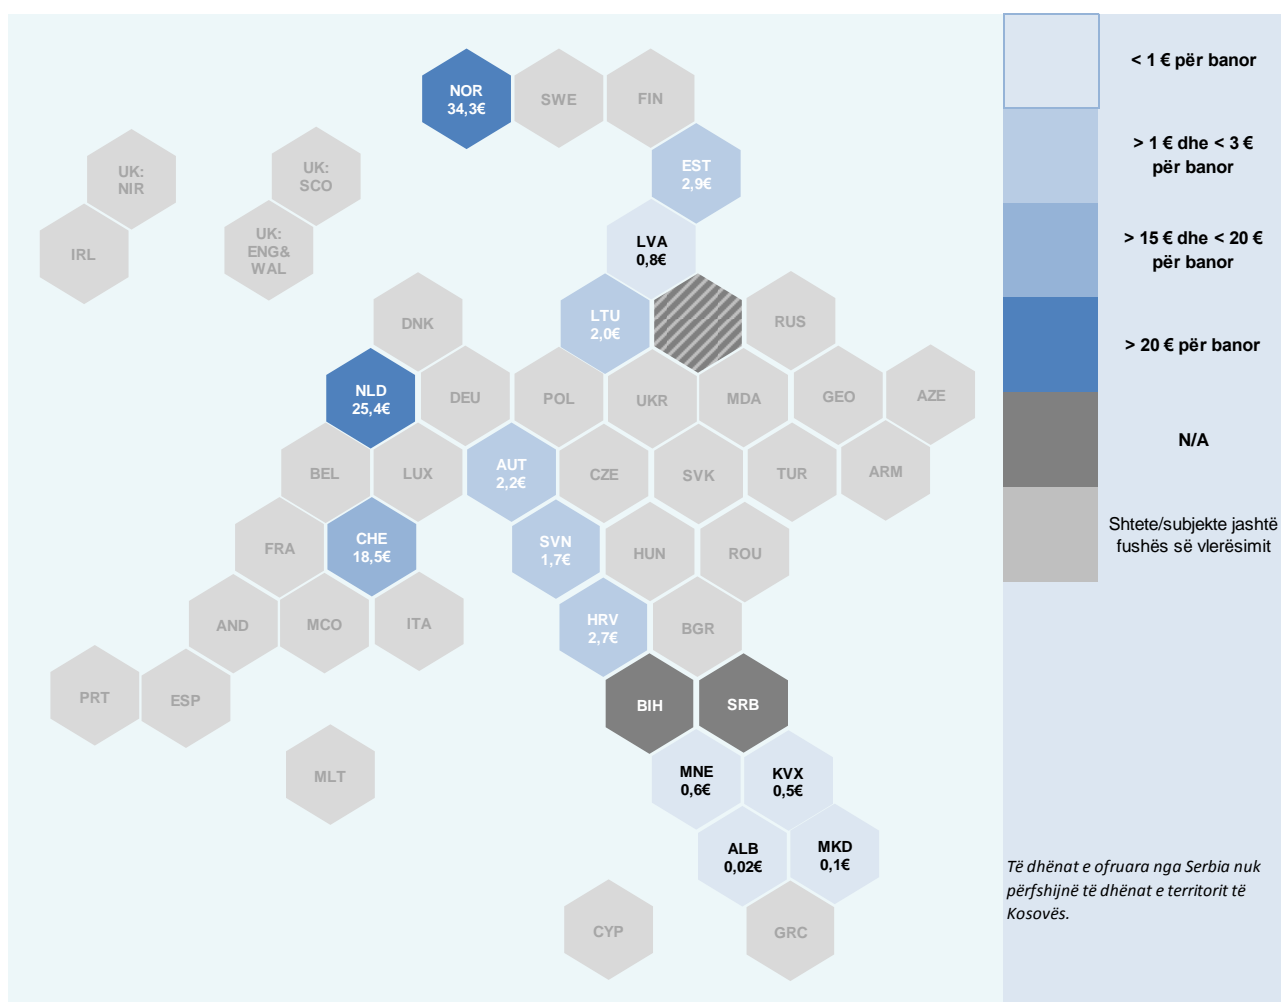 NOR
34,3€
SWE
FIN
UK:
NIR
UK:
SCO
EST
2,9€
IRL
UK:
ENG&
WAL
LVA
0,8€
DNK
LTU
2,0€
RUS
NLD
25,4€
DEU
POL
UKR
MDA
GEO
AZE
BEL
LUX
AUT
2,2€
CZE
SVK
TUR
ARM
FRA
CHE
18,5€
SVN
1,7€
HUN
ROU
AND
MCO
ITA
HRV
2,7€
BGR
PRT
ESP
BIH
SRB
MLT
MNE
0,6€
KVX
0,5€
ALB
0,02€
MKD
0,1€
CYP
GRC
< 1 € për banor
> 1 € dhe < 3 €
për banor
> 15 € dhe < 20 €
për banor
> 20 € për banor
N/A
Shtete/subjekte jashtë
fushës së vlerësimit
Të dhënat e ofruara nga Serbia nuk
përfshijnë të dhënat e territorit të
Kosovës.